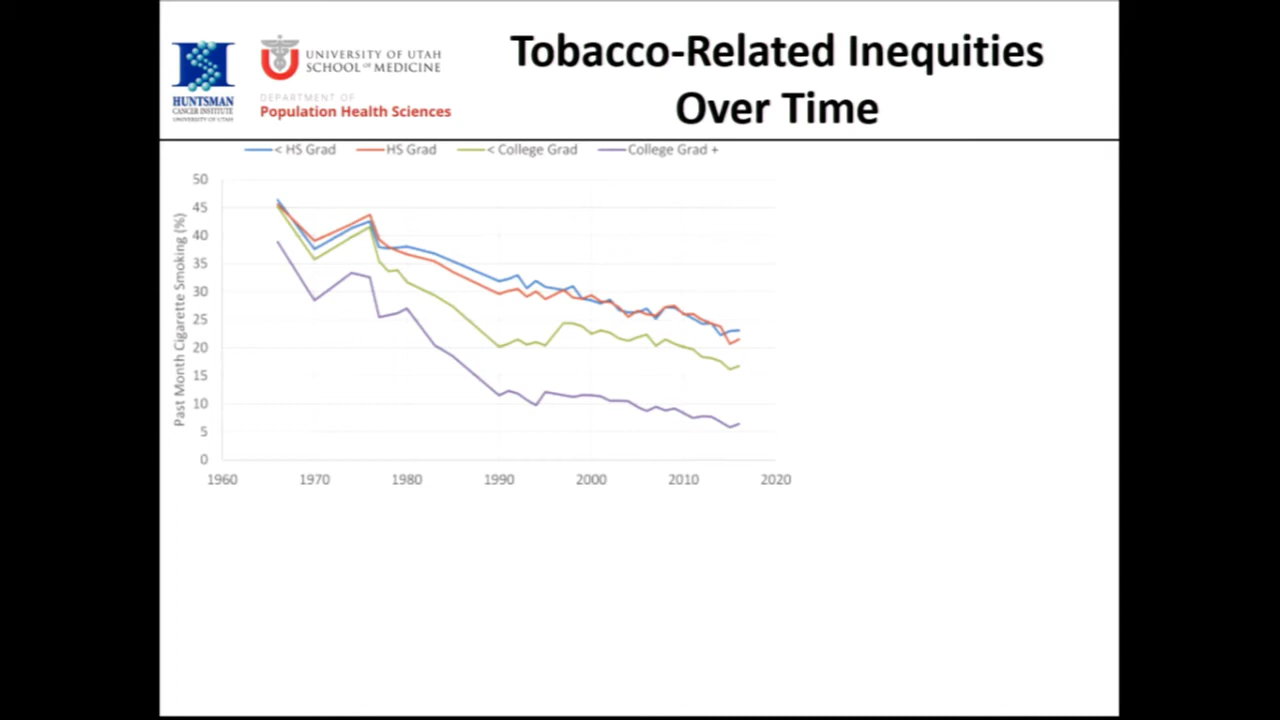 Tobacco-Related Inequities
Over Time
HUNTSMAN
CANCER INSTITUTE
UNIVERSITY OF UTAH
UNIVERSITY OF UTAH
SCHOOL OF MEDICINE
DEPARTMENT OF
Population Health Sciences
< HS Grad HS Grad < College Grad College Grad +
Past Month Cigarette Smoking (%)
50
45
40
35
30
25
20
15
10
5
0
1960 1970 1980 1990 2000 2010 2020